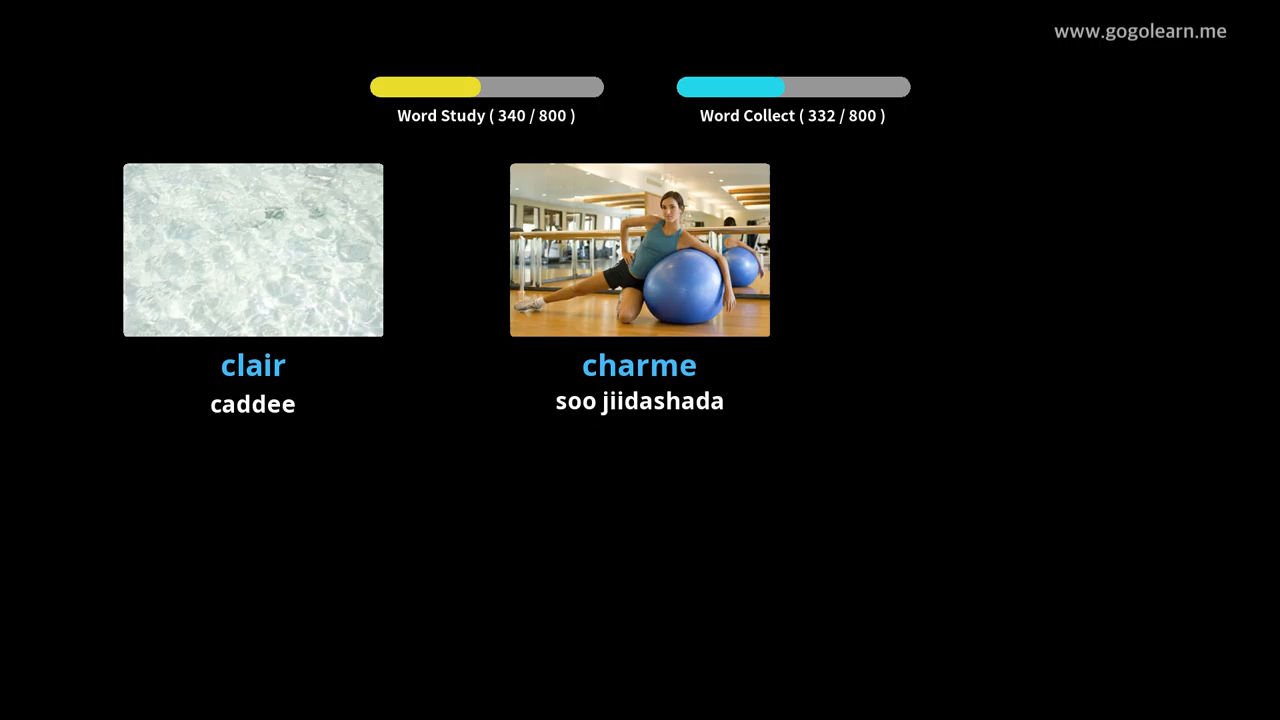 www.gogolearn.me
Word Study ( 340 / 800 )
Word Collect ( 332 / 800 )
clair
caddee
charme
soo jiidashada